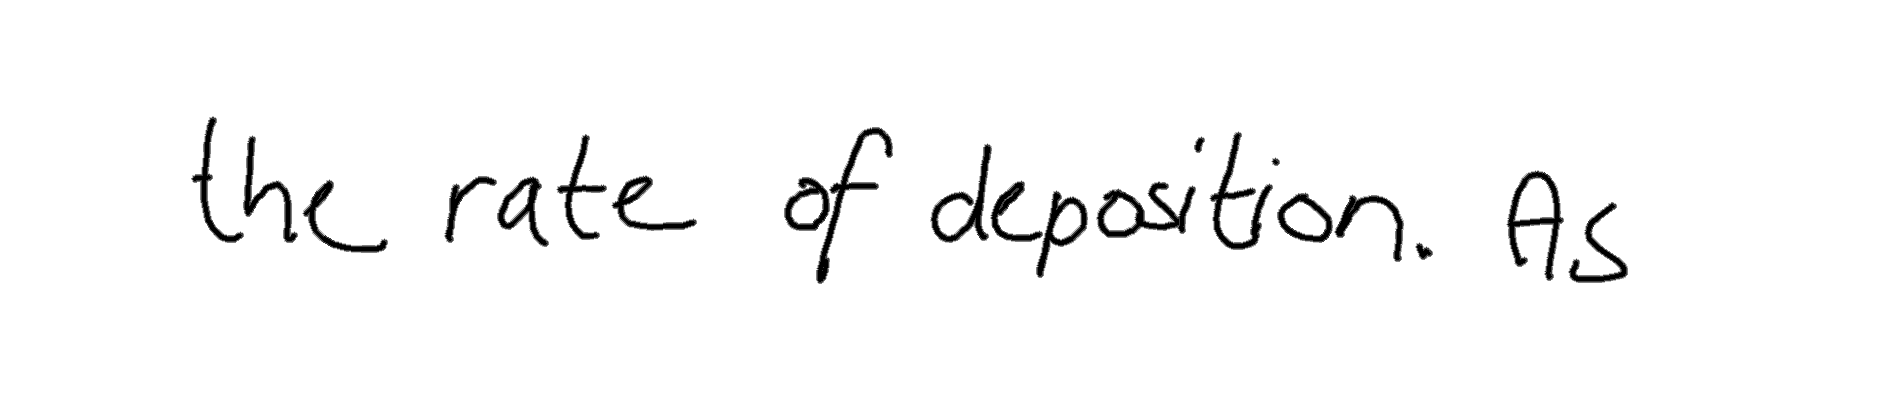 the rate of deposition. As